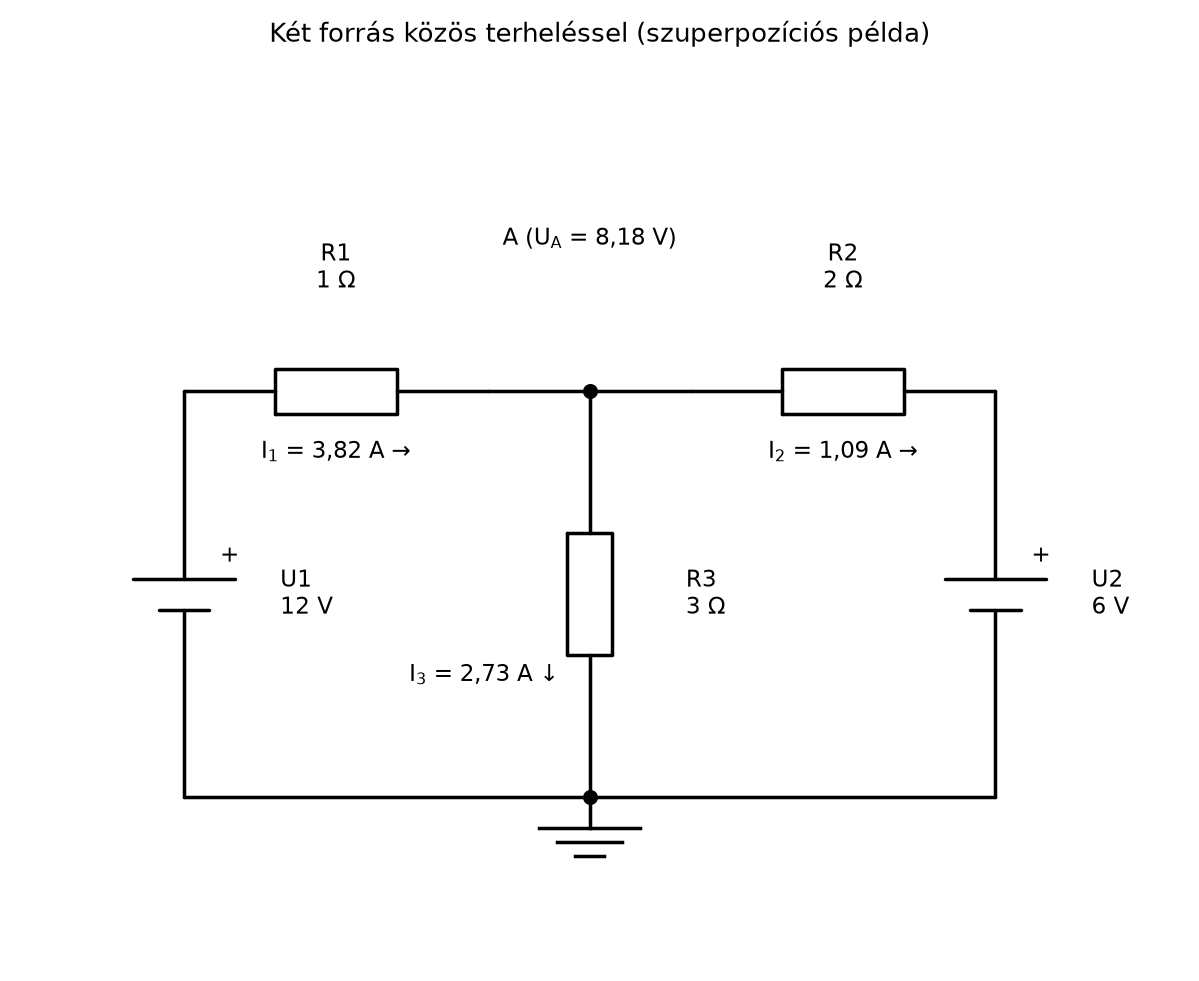 Két forrás közös terheléssel (szuperpozíciós példa)
A (U_A = 8,18 V)
R1
1 Ω
R2
2 Ω
I₁ = 3,82 A →
I₂ = 1,09 A →
+
U1
12 V
R3
3 Ω
+
U2
6 V
I₃ = 2,73 A ↓